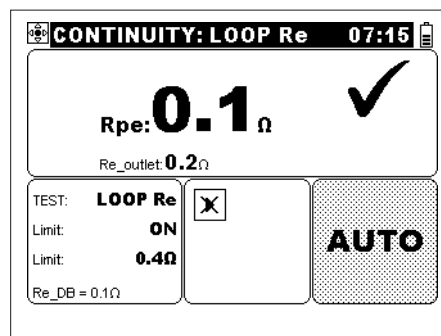 CONTINUITY: LOOP Re 07:15
Rpe: 0.1 Ω
Re_outlet: 0.2Ω
TEST: LOOP Re
Limit: ON
Limit: 0.4Ω
Re_DB = 0.1Ω
AUTO